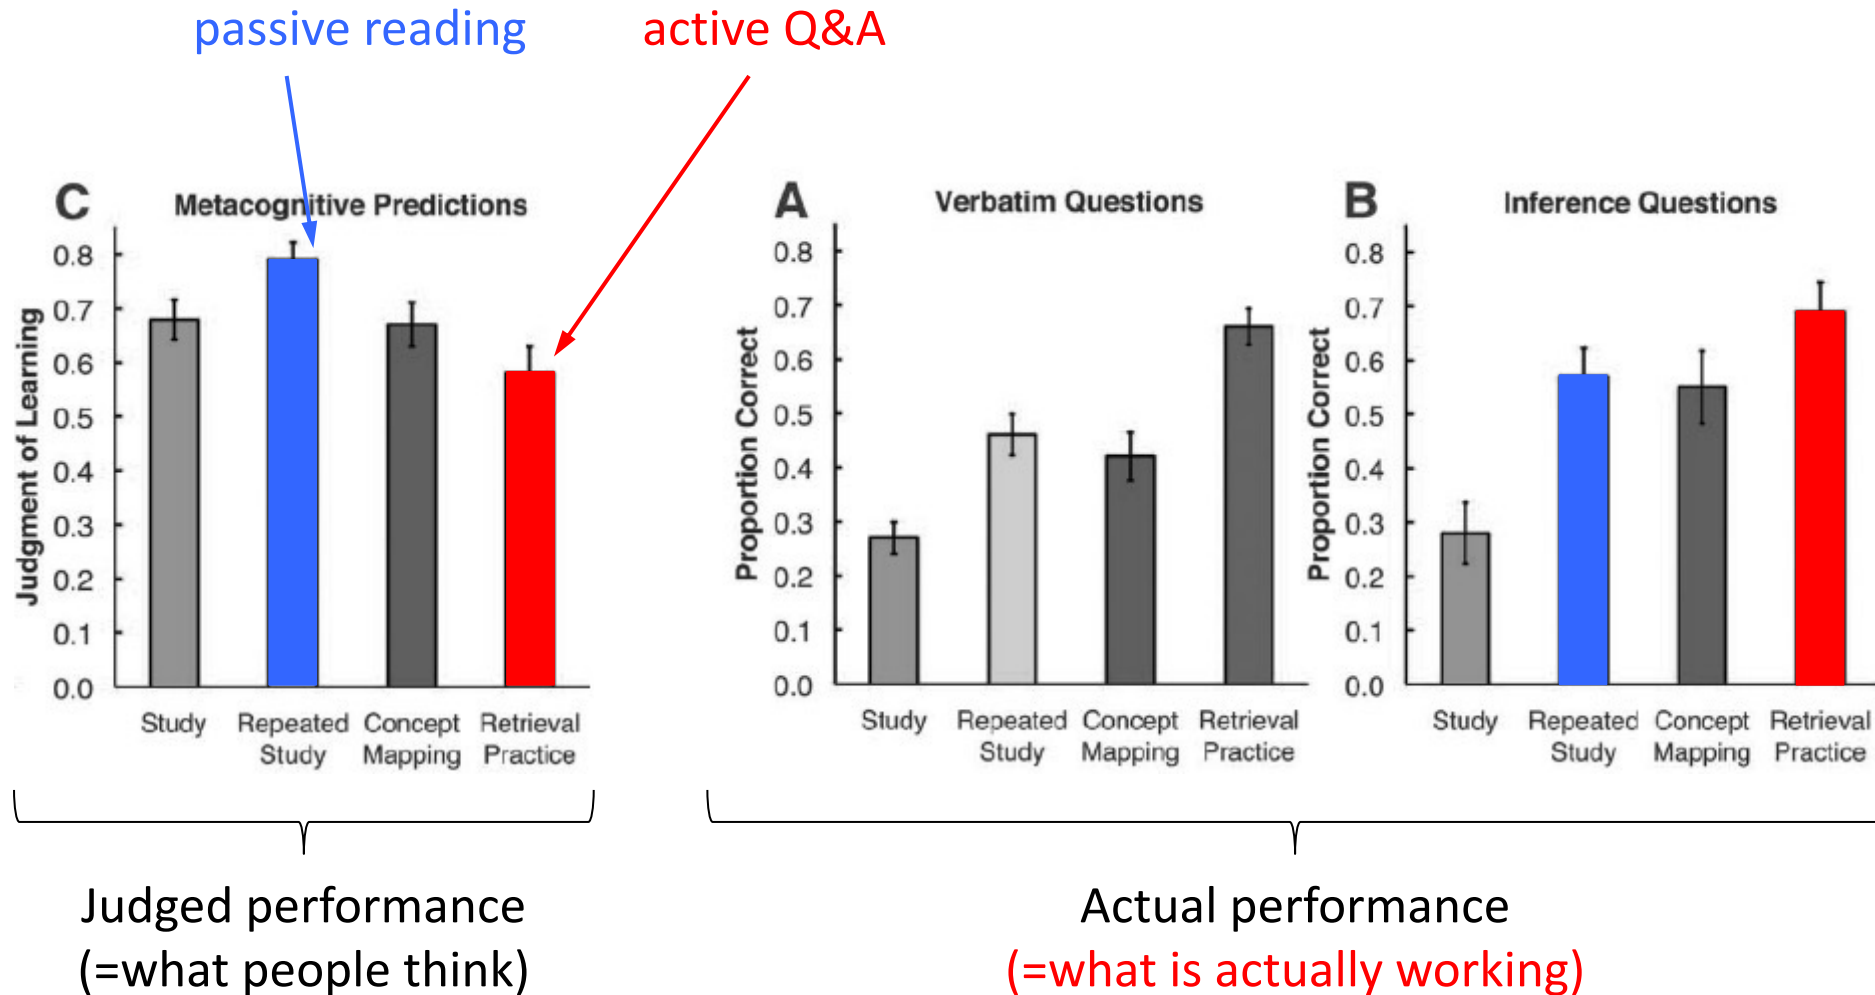 passive reading
active Q&A
C
Metacognitive Predictions
Judgment of Learning
0.8
0.7
0.6
0.5
0.4
0.3
0.2
0.1
0.0
Study
Repeated Study
Concept Mapping
Retrieval Practice
A
Verbatim Questions
Proportion Correct
0.8
0.7
0.6
0.5
0.4
0.3
0.2
0.1
0.0
Study
Repeated Study
Concept Mapping
Retrieval Practice
B
Inference Questions
Proportion Correct
0.8
0.7
0.6
0.5
0.4
0.3
0.2
0.1
0.0
Study
Repeated Study
Concept Mapping
Retrieval Practice
Judged performance
(=what people think)
Actual performance
(=what is actually working)